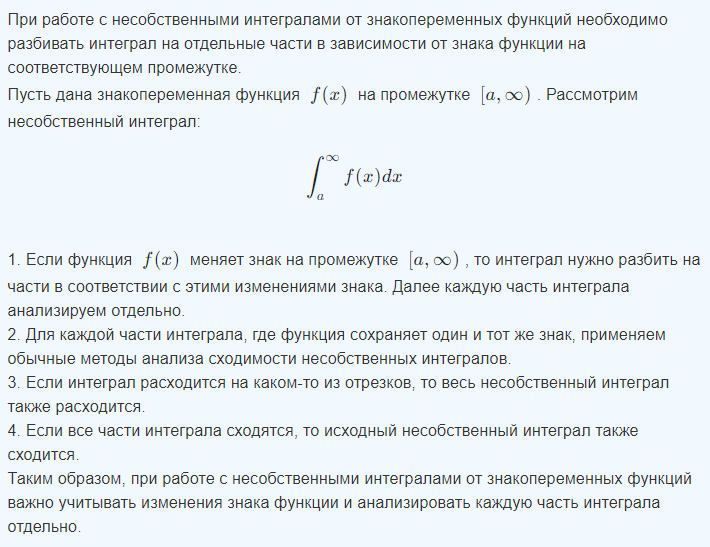 При работе с несобственными интегралами от знакопеременных функций необходимо
разбивать интеграл на отдельные части в зависимости от знака функции на
соответствующем промежутке.
Пусть дана знакопеременная функция f(x) на промежутке [a, ∞) . Рассмотрим
несобственный интеграл:
∫_a^∞ f(x)dx
1. Если функция f(x) меняет знак на промежутке [a, ∞) , то интеграл нужно разбить на
части в соответствии с этими изменениями знака. Далее каждую часть интеграла
анализируем отдельно.
2. Для каждой части интеграла, где функция сохраняет один и тот же знак, применяем
обычные методы анализа сходимости несобственных интегралов.
3. Если интеграл расходится на каком-то из отрезков, то весь несобственный интеграл
также расходится.
4. Если все части интеграла сходятся, то исходный несобственный интеграл также
сходится.
Таким образом, при работе с несобственными интегралами от знакопеременных функций
важно учитывать изменения знака функции и анализировать каждую часть интеграла
отдельно.